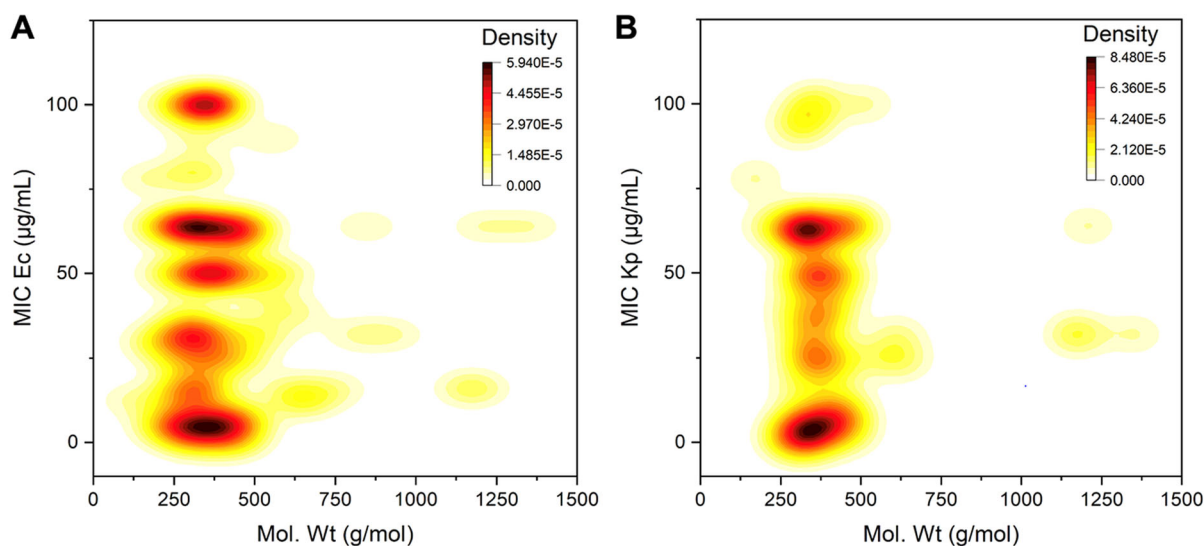 A
Density
5.940E-5
4.455E-5
2.970E-5
1.485E-5
0.000
100
50
0
MIC Ec (µg/mL)
0 250 500 750 1000 1250 1500
Mol. Wt (g/mol)
B
Density
8.480E-5
6.360E-5
4.240E-5
2.120E-5
0.000
100
50
0
MIC Kp (µg/mL)
0 250 500 750 1000 1250 1500
Mol. Wt (g/mol)